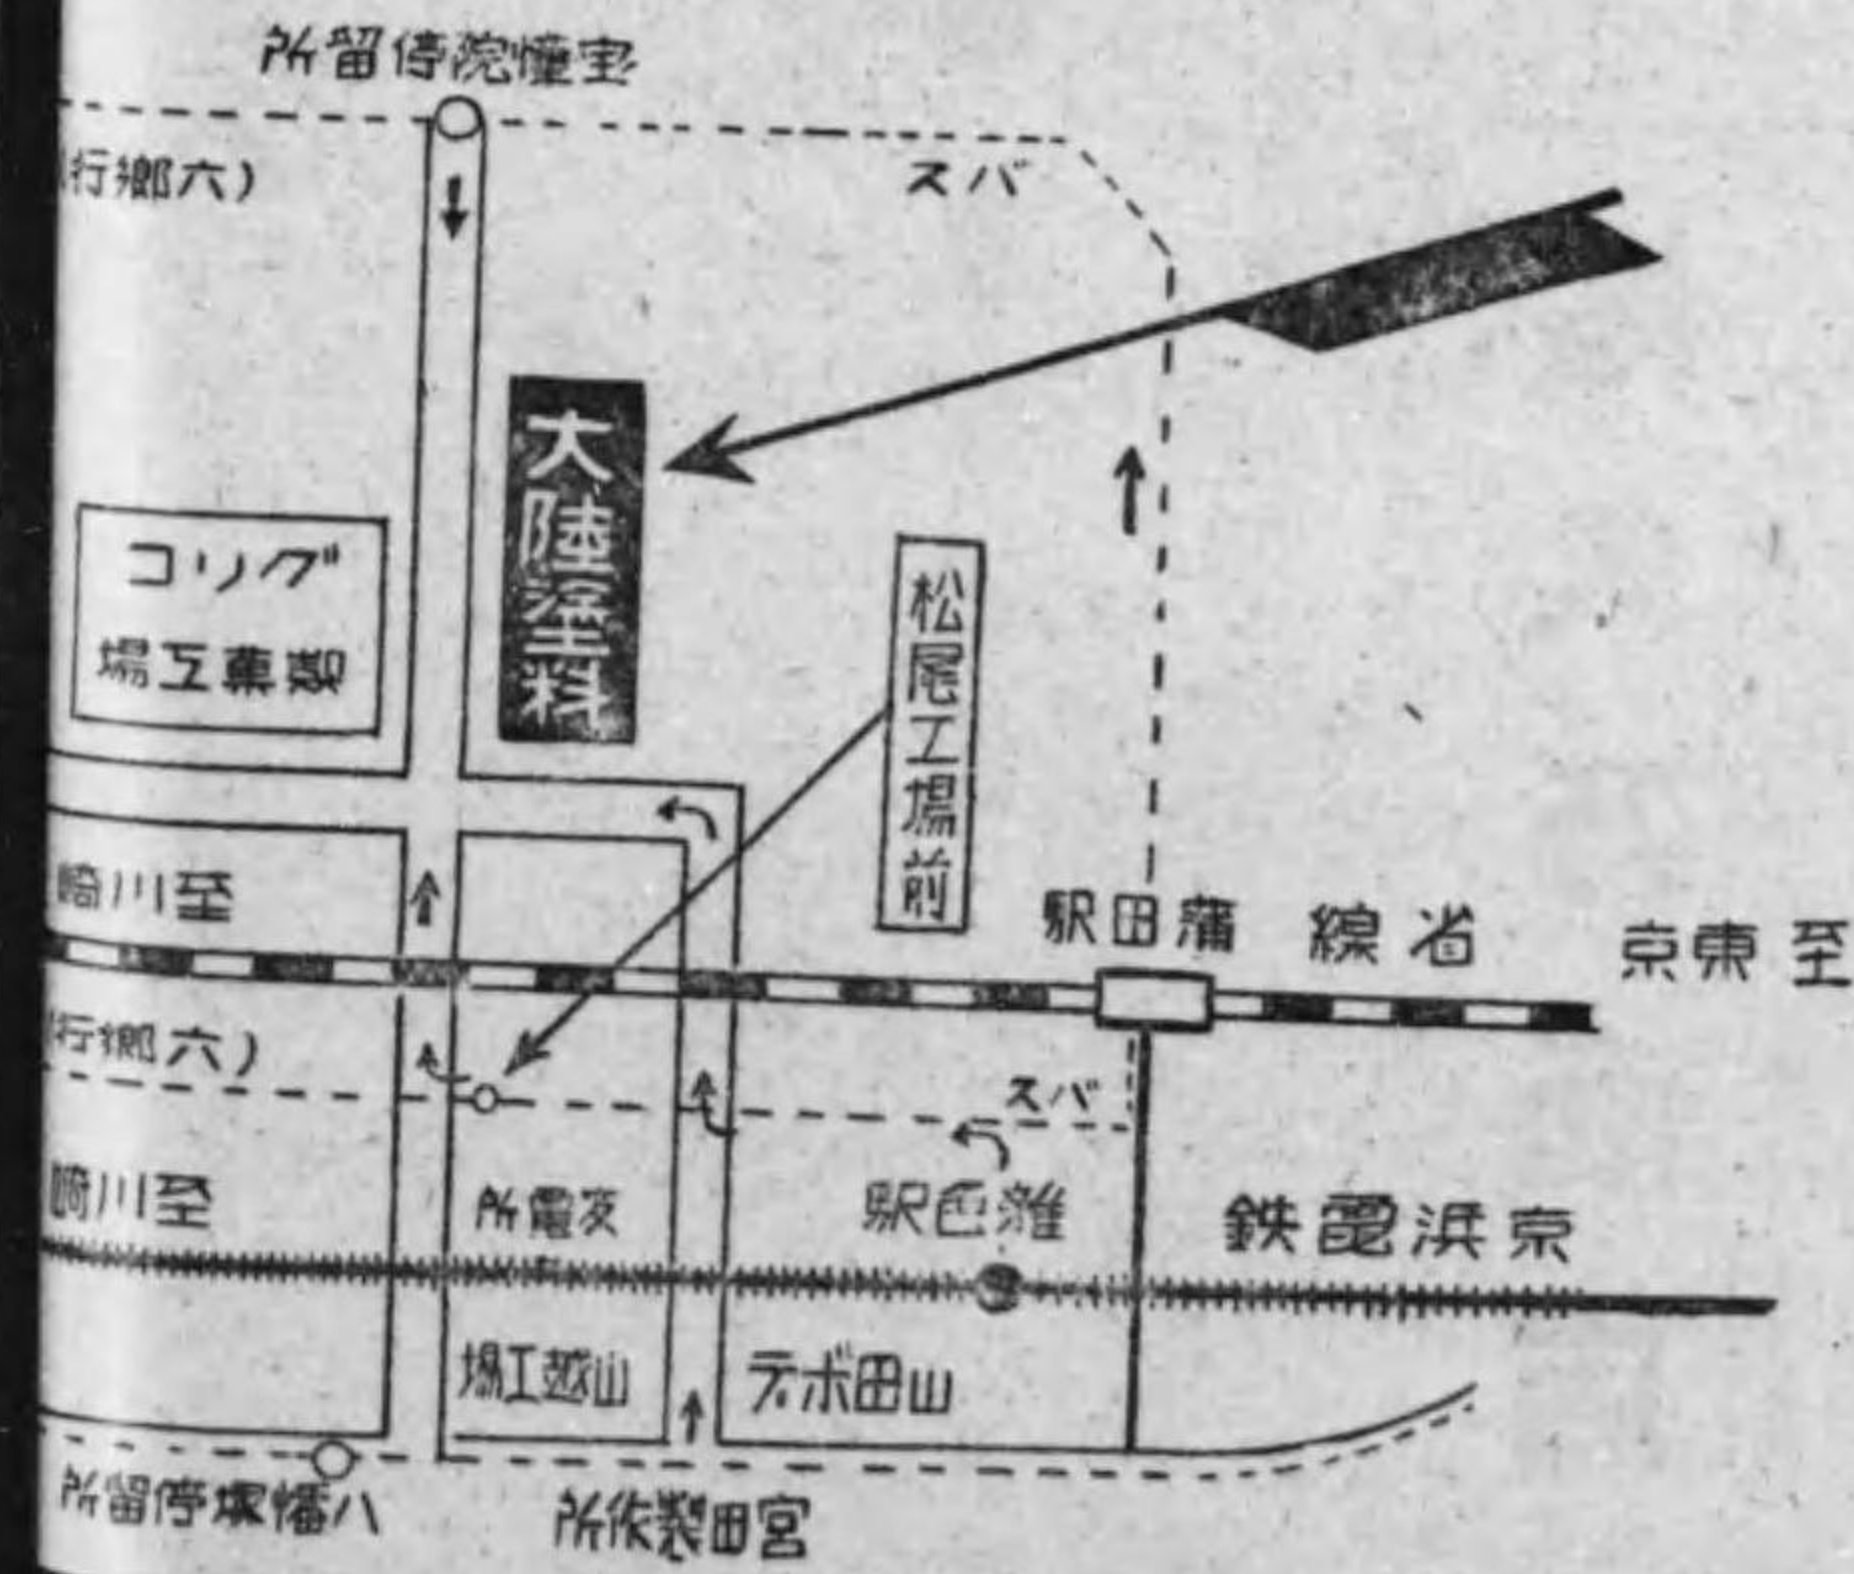 宝幢院停留所
(六郷行
バス
大陸塗料
グリコ
製菓工場
松尾工場前
至川崎
蒲田駅
省線
至東京
(六郷行
バス
至川崎
変電所
雑色駅
京浜電鉄
山越工場
山田ボデー
八幡塚停留所
宮田製作所